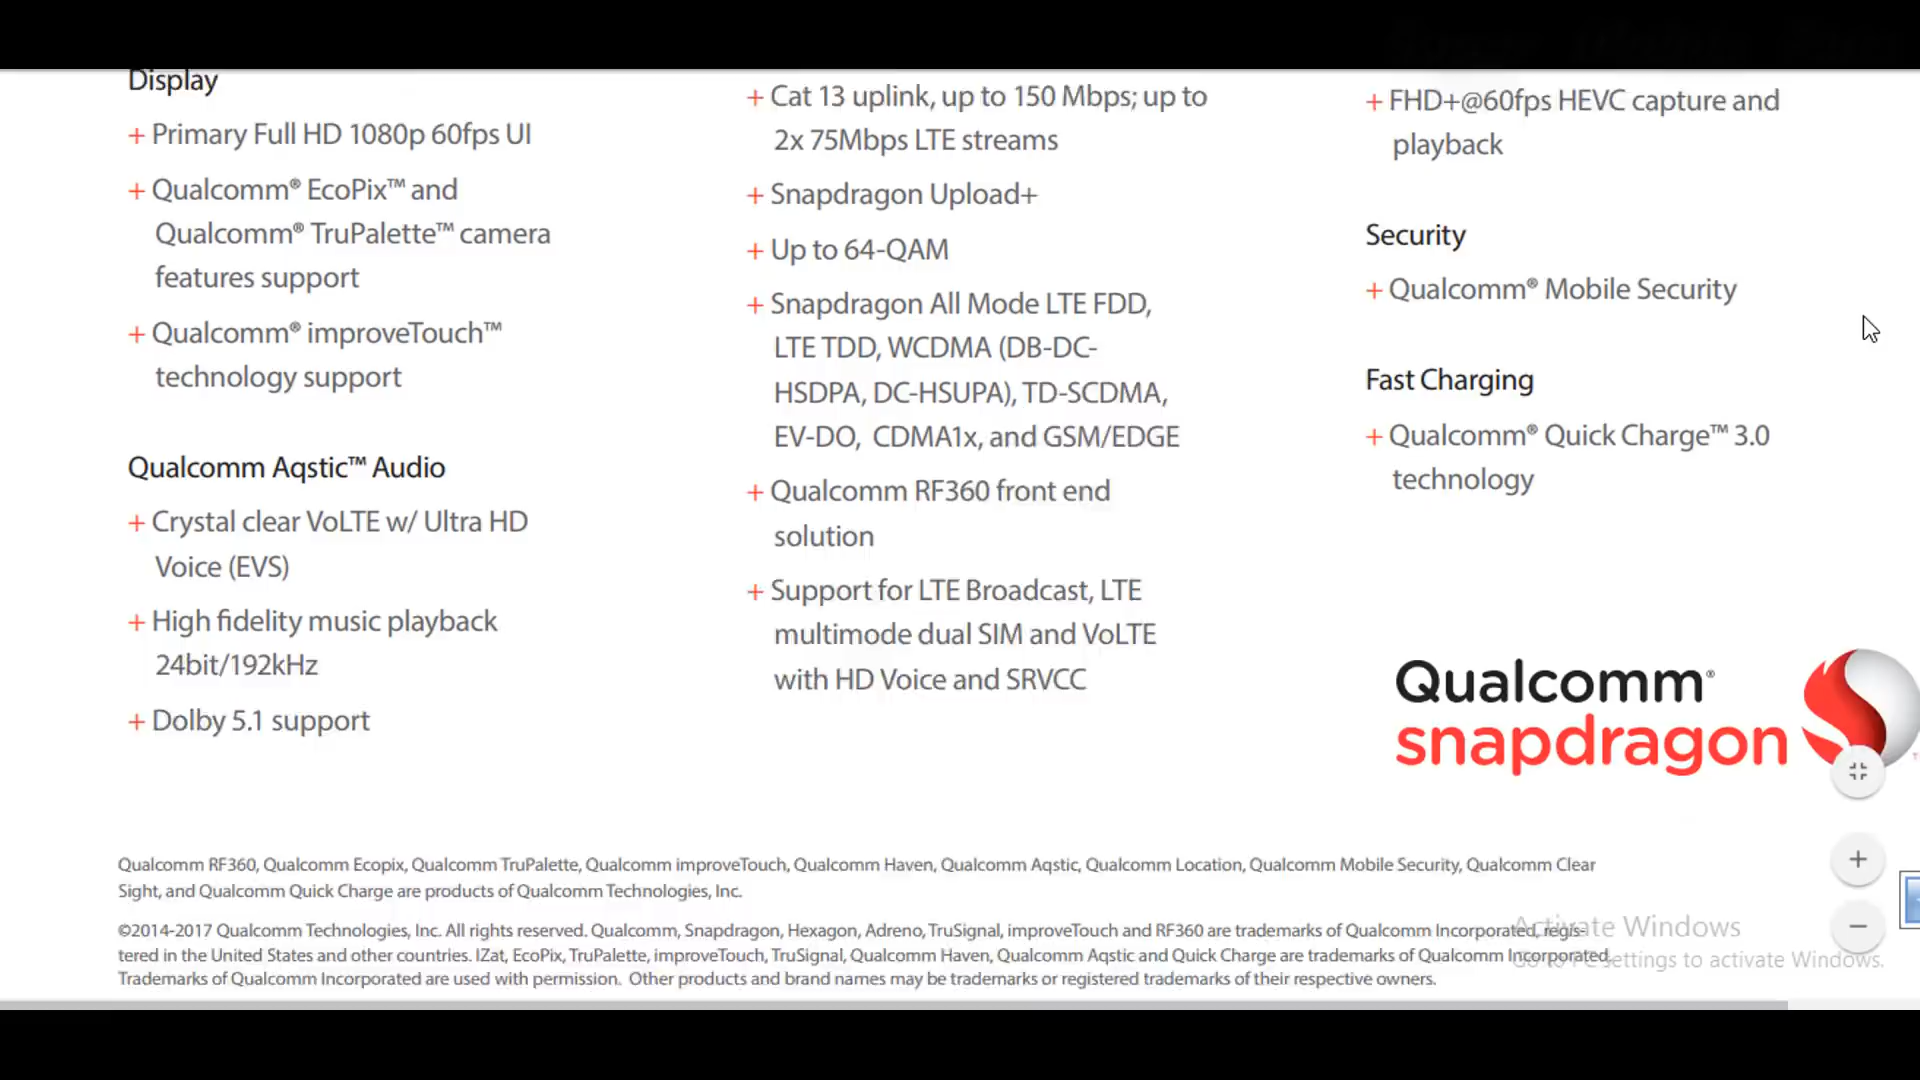 Display
+ Primary Full HD 1080p 60fps UI
+ Qualcomm® EcoPix™ and
Qualcomm® TruPalette™ camera
features support
+ Qualcomm® improveTouch™
technology support
Qualcomm Aqstic™ Audio
+ Crystal clear VoLTE w/ Ultra HD
Voice (EVS)
+ High fidelity music playback
24bit/192kHz
+ Dolby 5.1 support
+ Cat 13 uplink, up to 150 Mbps; up to
2x 75Mbps LTE streams
+ Snapdragon Upload+
+ Up to 64-QAM
+ Snapdragon All Mode LTE FDD,
LTE TDD, WCDMA (DB-DC-
HSDPA, DC-HSUPA), TD-SCDMA,
EV-DO, CDMA1x, and GSM/EDGE
+ Qualcomm RF360 front end
solution
+ Support for LTE Broadcast, LTE
multimode dual SIM and VoLTE
with HD Voice and SRVCC
+ FHD+@60fps HEVC capture and
playback
Security
+ Qualcomm® Mobile Security
Fast Charging
+ Qualcomm® Quick Charge™ 3.0
technology
Qualcomm®
snapdragon
Qualcomm RF360, Qualcomm Ecopix, Qualcomm TruPalette, Qualcomm improveTouch, Qualcomm Haven, Qualcomm Aqstic, Qualcomm Location, Qualcomm Mobile Security, Qualcomm Clear
Sight, and Qualcomm Quick Charge are products of Qualcomm Technologies, Inc.
©2014-2017 Qualcomm Technologies, Inc. All rights reserved. Qualcomm, Snapdragon, Hexagon, Adreno, TruSignal, improveTouch and RF360 are trademarks of Qualcomm Incorporated, regis-
tered in the United States and other countries. IZat, EcoPix, TruPalette, improveTouch, TruSignal, Qualcomm Haven, Qualcomm Aqstic and Quick Charge are trademarks of Qualcomm Incorporated.
Trademarks of Qualcomm Incorporated are used with permission. Other products and brand names may be trademarks or registered trademarks of their respective owners.
Activate Windows
Go to PC settings to activate Windows.